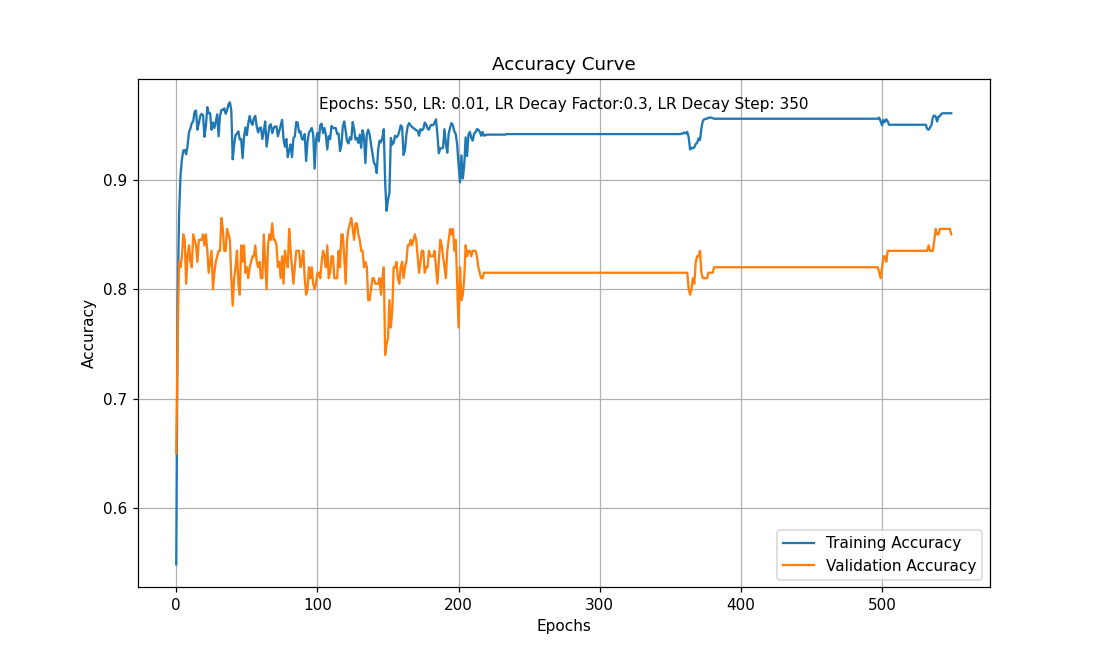 Accuracy Curve
Epochs: 550, LR: 0.01, LR Decay Factor:0.3, LR Decay Step: 350
Accuracy
0.9
0.8
0.7
0.6
Training Accuracy
Validation Accuracy
0 100 200 300 400 500
Epochs